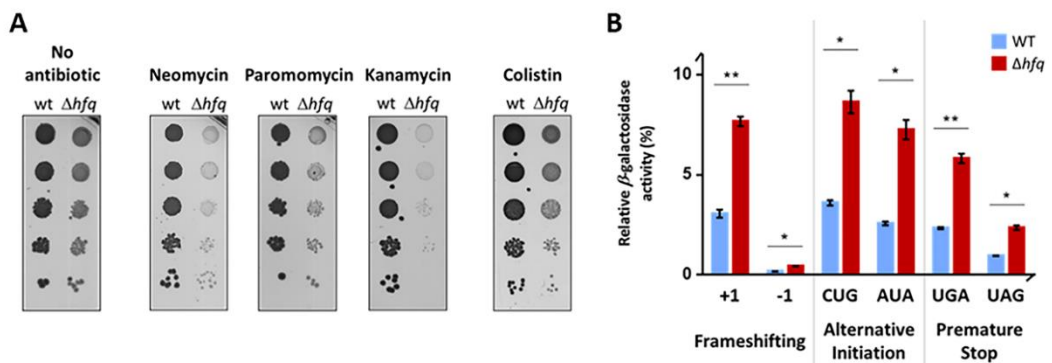 A
No
antibiotic
Neomycin
Paromomycin
Kanamycin
Colistin
wt Δhfq
wt Δhfq
wt Δhfq
wt Δhfq
wt Δhfq
B
WT
Δhfq
Relative β-galactosidase
activity (%)
10
5
0
**
*
*
*
**
*
+1
-1
CUG
AUA
UGA
UAG
Frameshifting
Alternative
Initiation
Premature
Stop